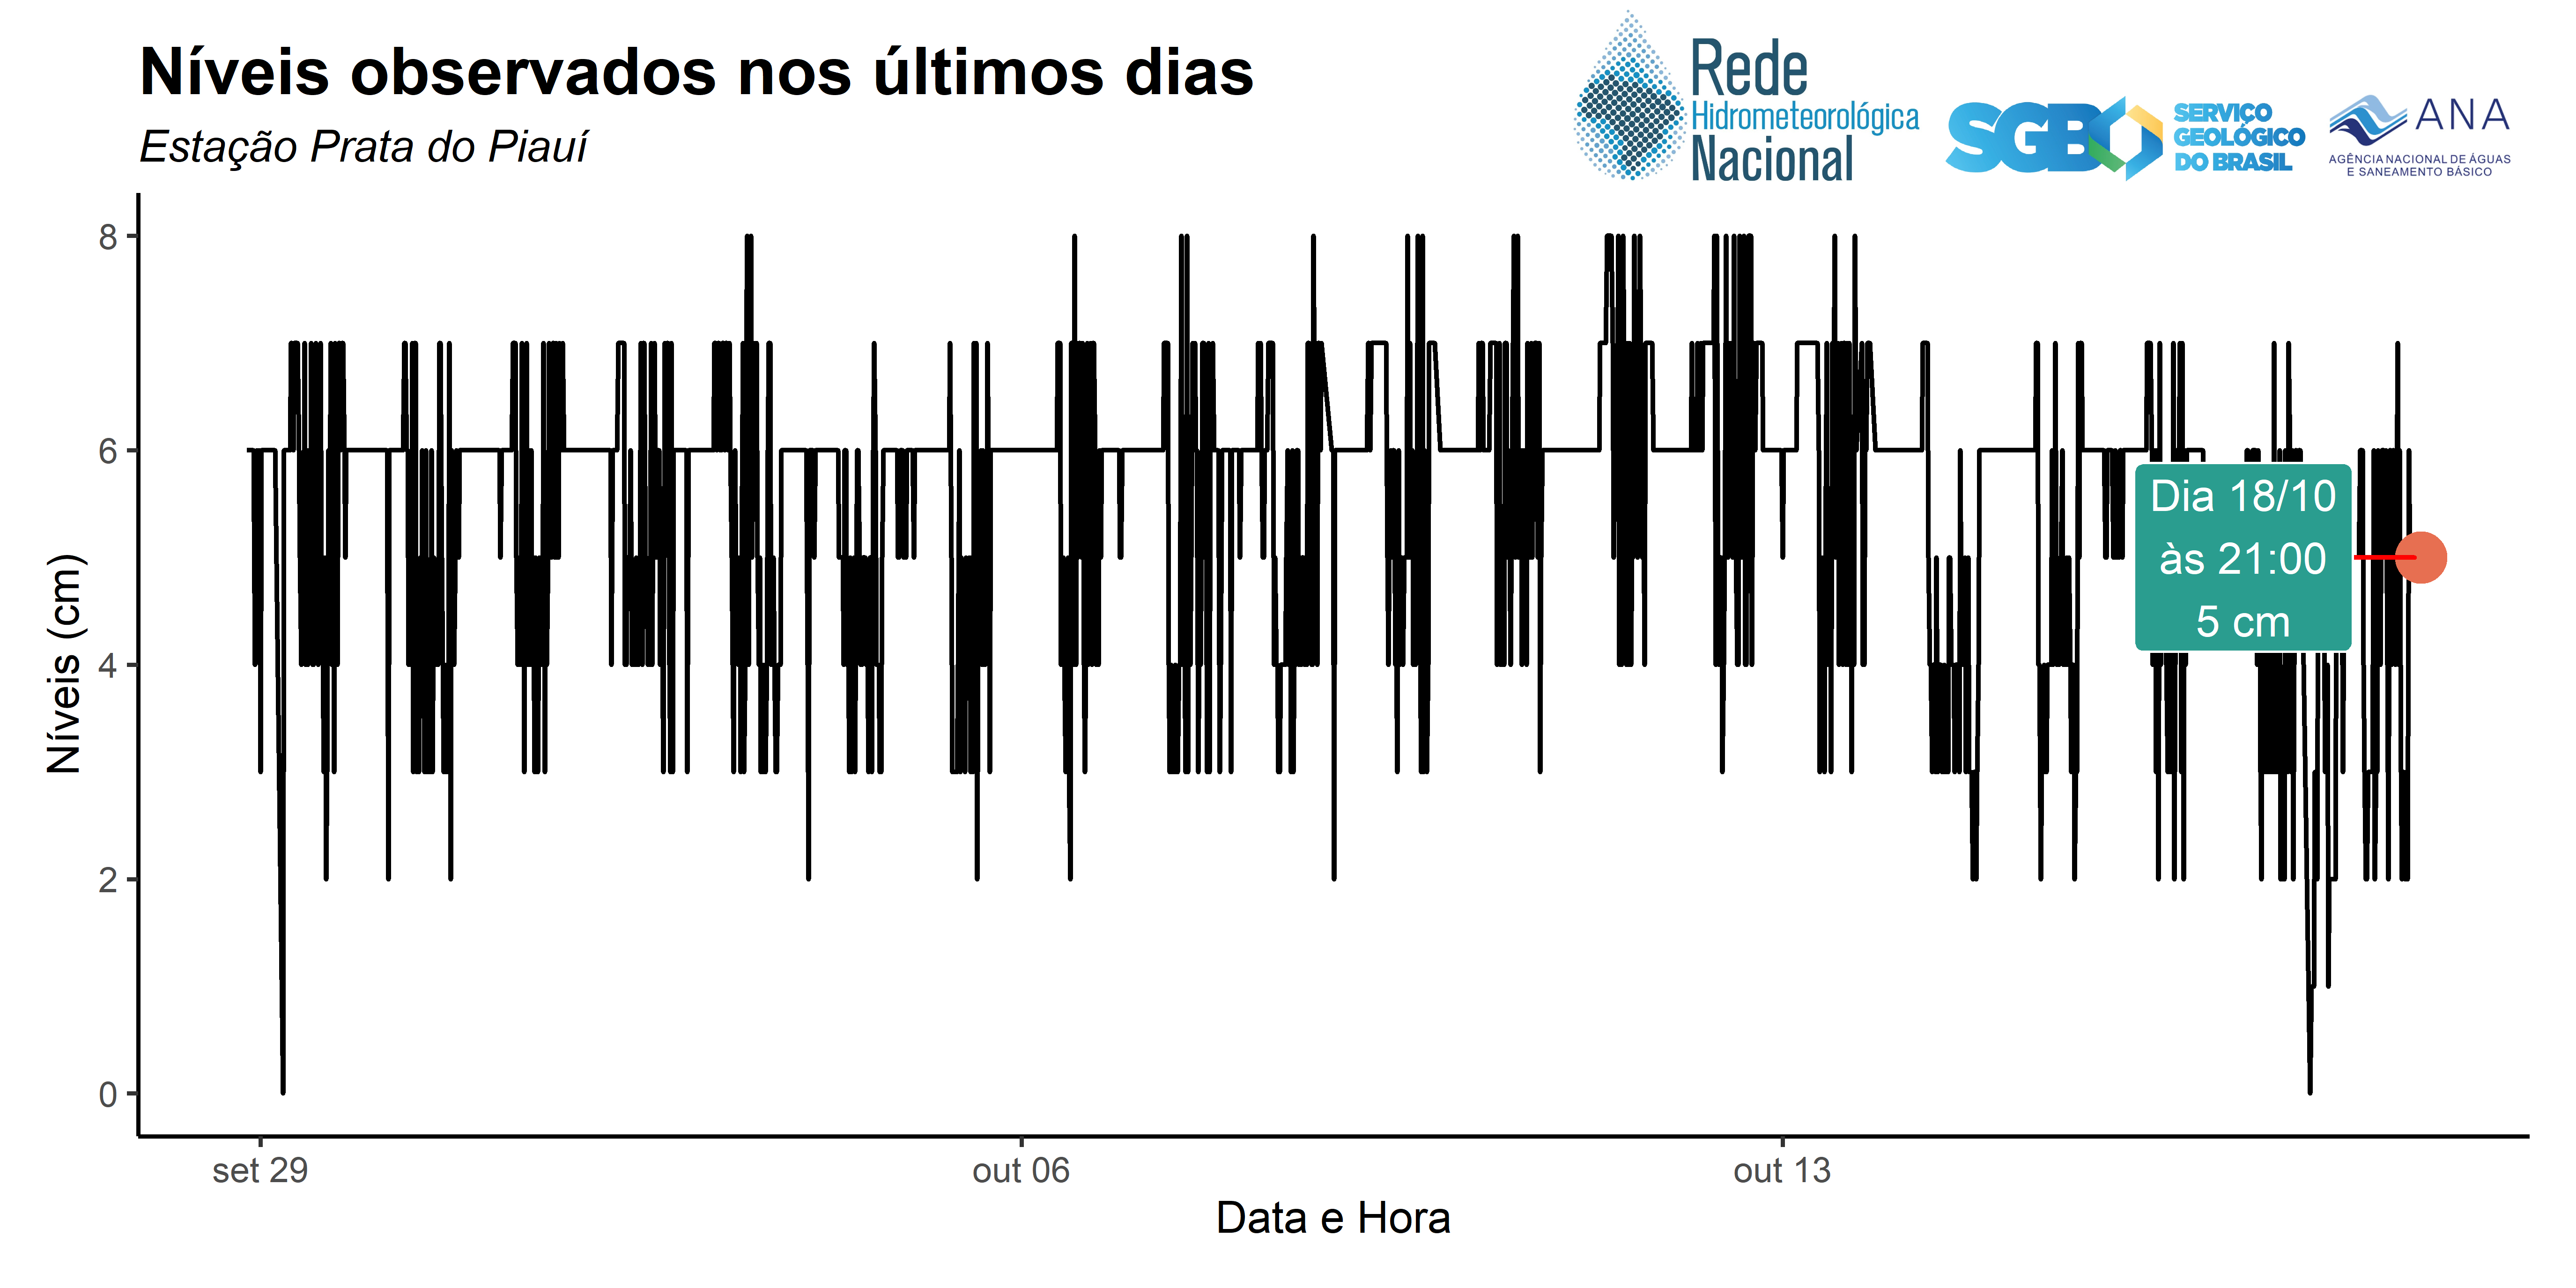 Níveis observados nos últimos dias
Estação Prata do Piauí
Rede
Hidrometeorológica
Nacional
SGB
SERVIÇO
GEOLÓGICO
DO BRASIL
ANA
AGÊNCIA NACIONAL DE ÁGUAS
E SANEAMENTO BÁSICO
Níveis (cm)
8
6
4
2
0
Dia 18/10
às 21:00
5 cm
set 29
out 06
out 13
Data e Hora